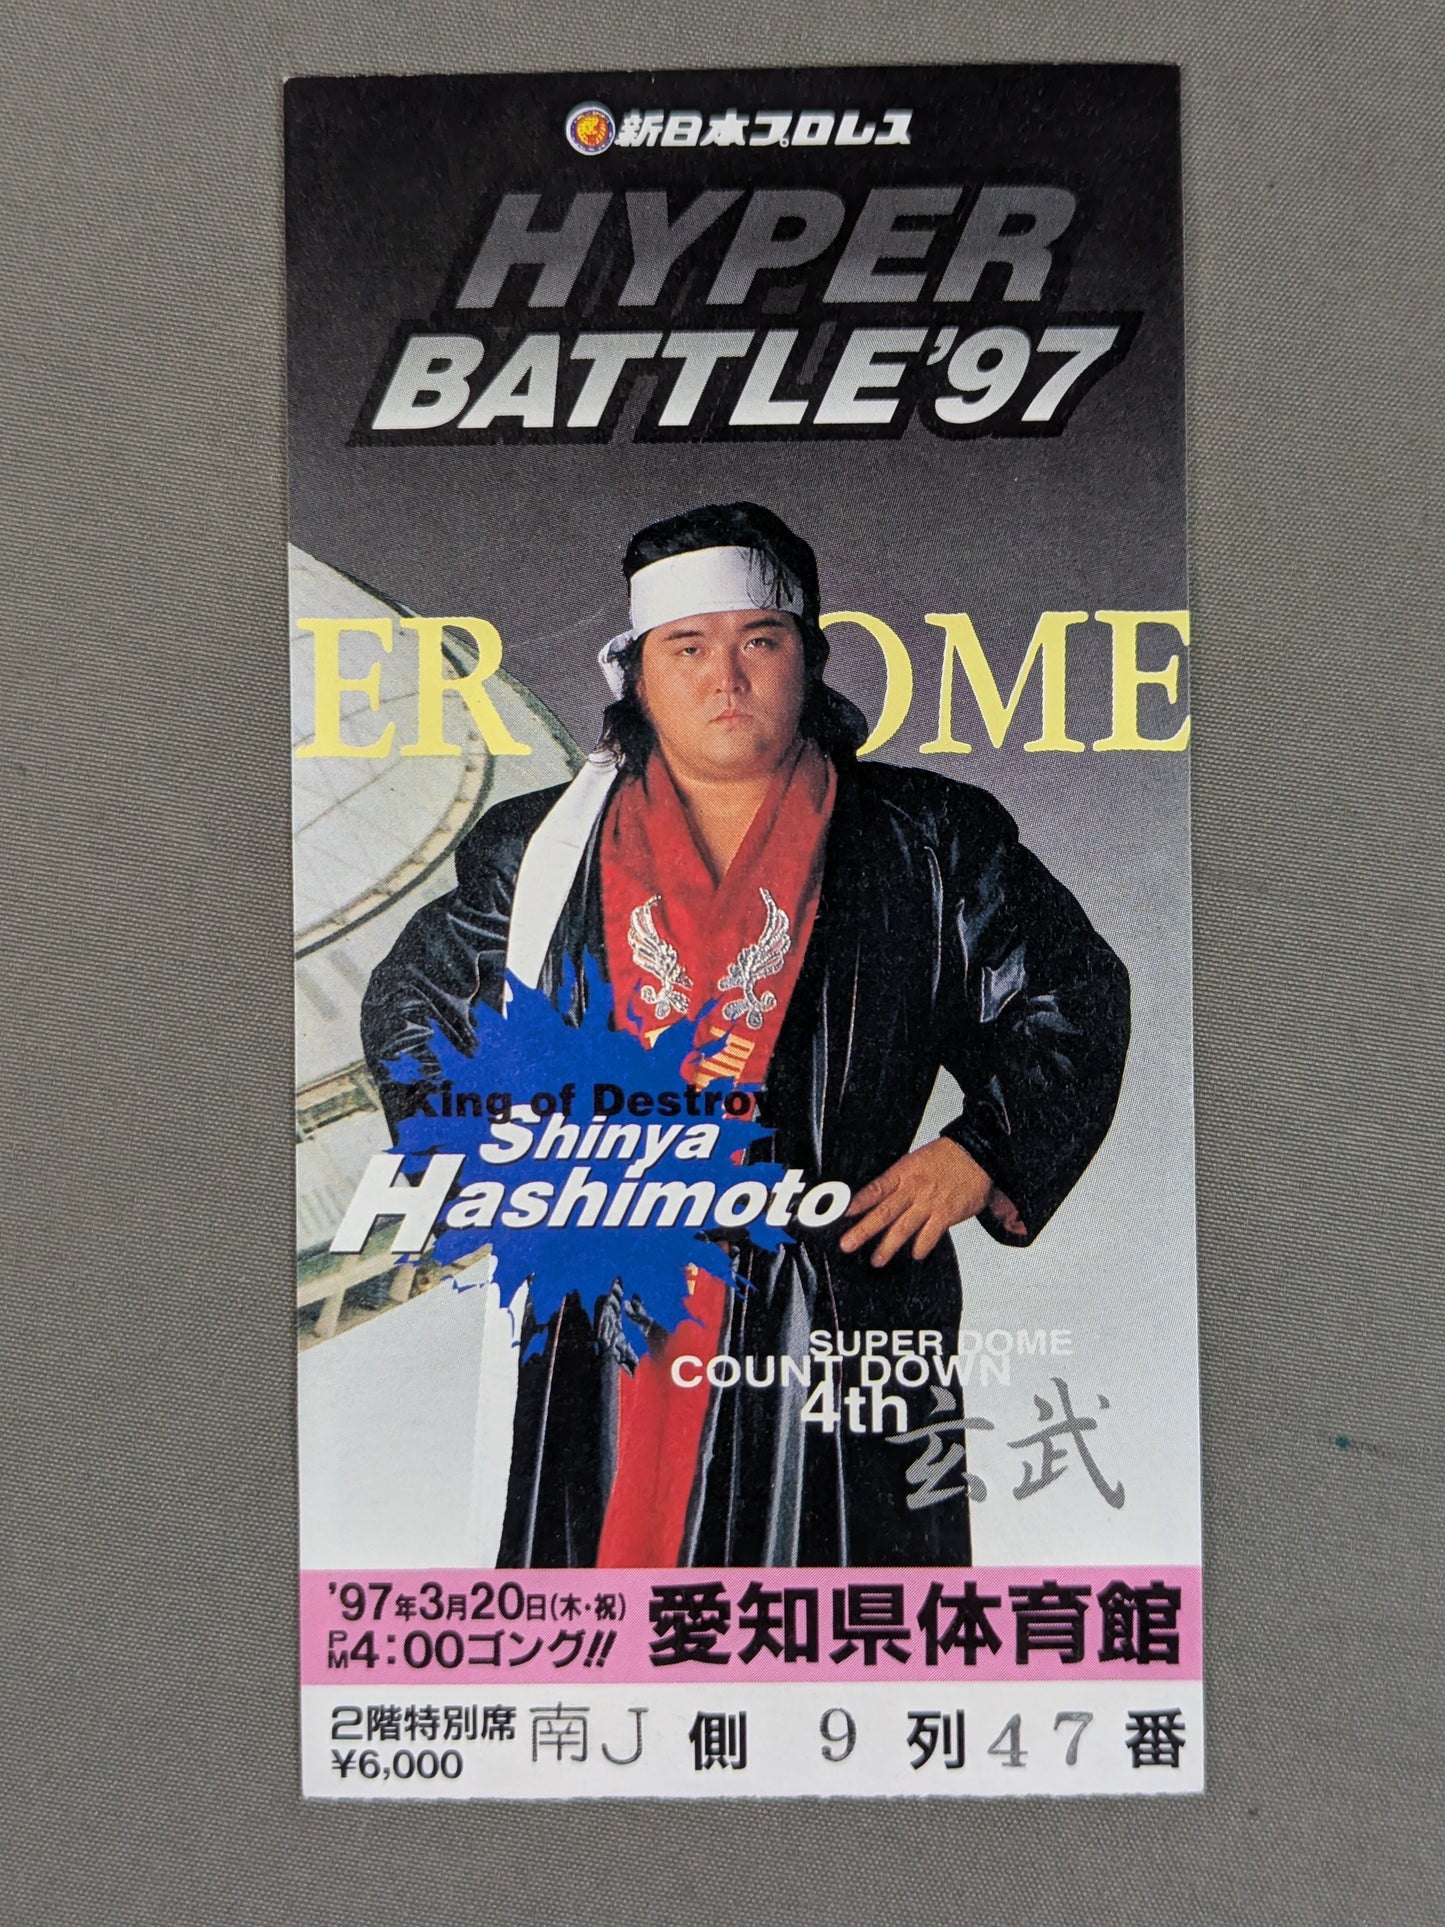 新日本プロレス
HYPER
BATTLE'97
ER DOME
King of Destroy
Shinya
Hashimoto
SUPER DOME
COUNT DOWN
4th
玄武
'97年3月20日(木・祝)
PM4:00ゴング!!
愛知県体育館
2階特別席 南J側 9列47番
¥6,000